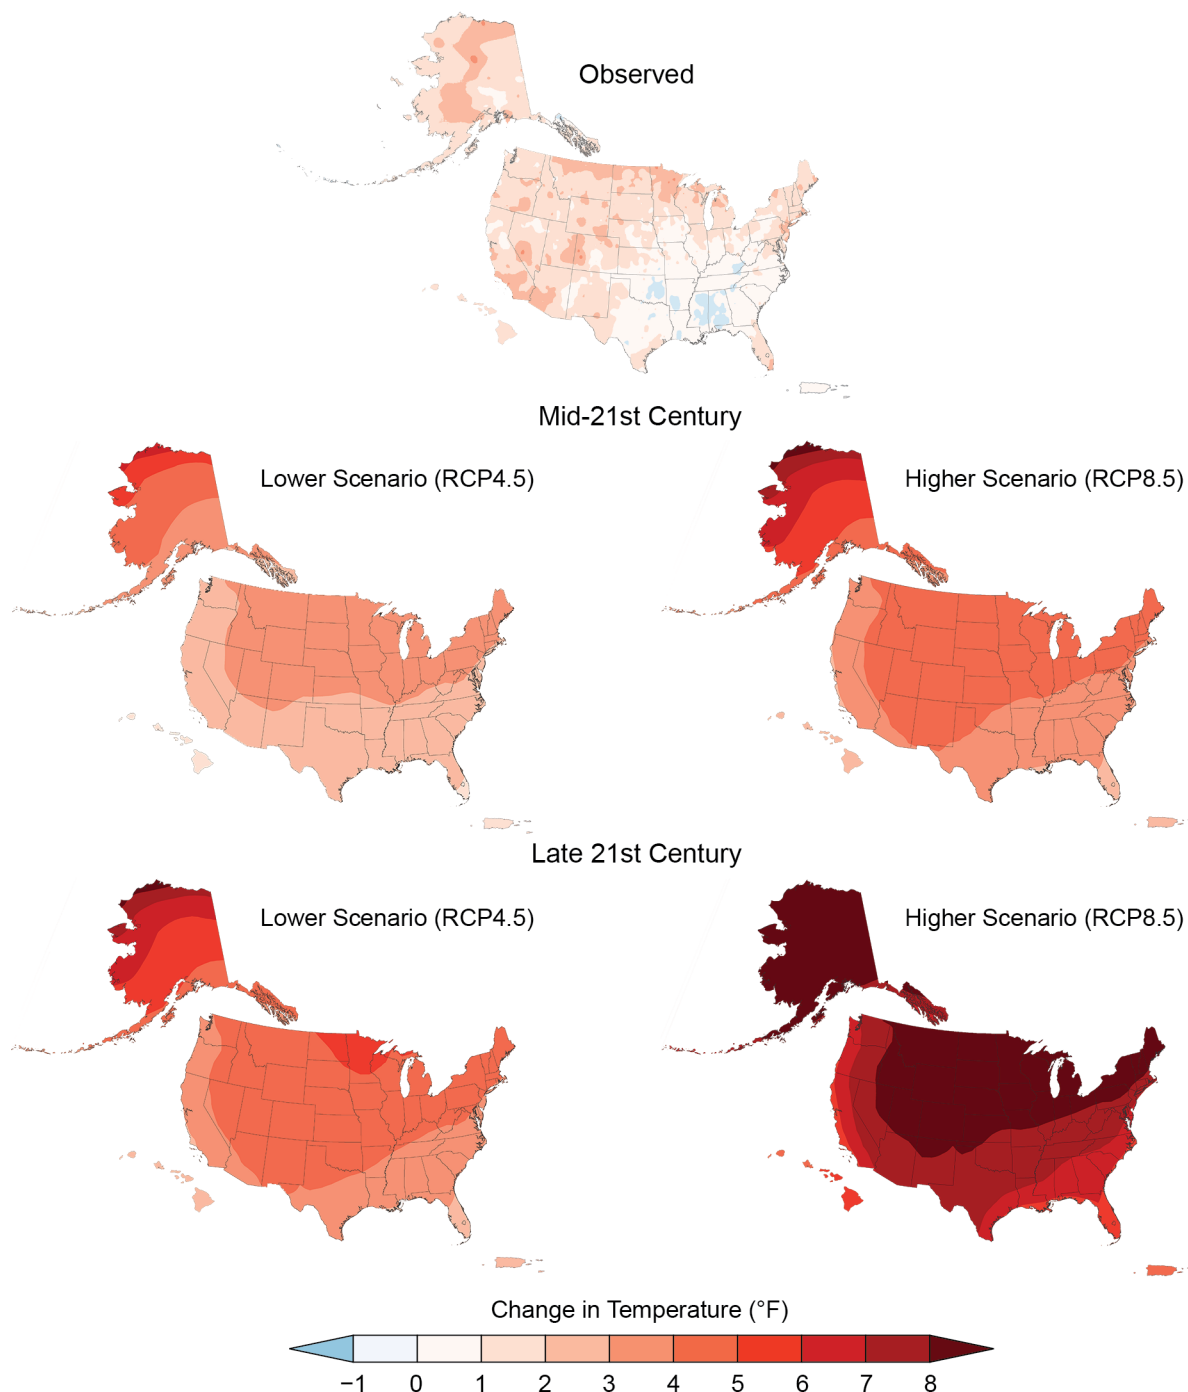 Observed
Mid-21st Century
Lower Scenario (RCP4.5)
Higher Scenario (RCP8.5)
Late 21st Century
Lower Scenario (RCP4.5)
Higher Scenario (RCP8.5)
Change in Temperature (°F)
−1 0 1 2 3 4 5 6 7 8